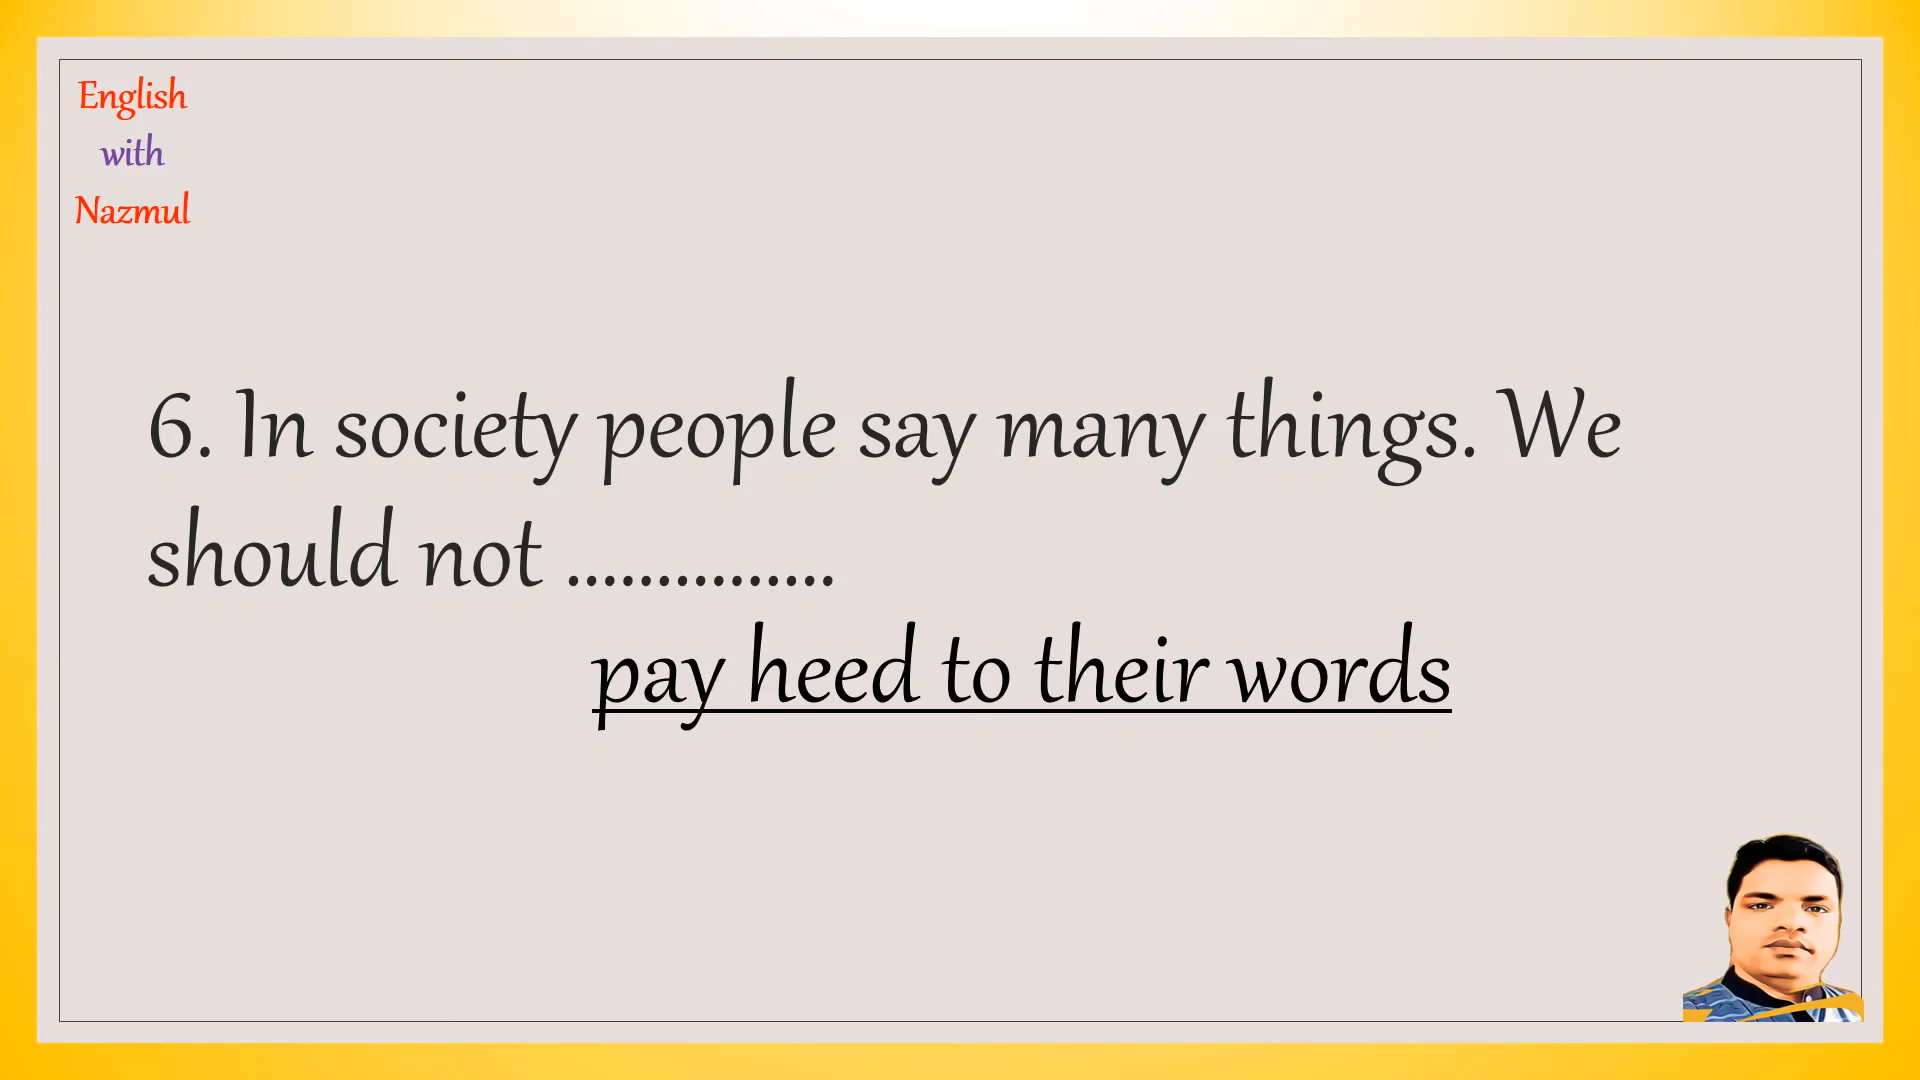 English
with
Nazmul
6. In society people say many things. We
should not ...............
pay heed to their words